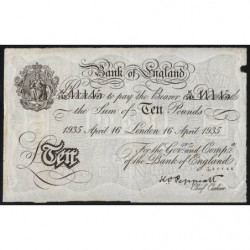 Bank of England
Promise to pay the Bearer on Demand
the Sum of Ten Pounds
1935 April 16 London 16 April 1935
For the Govr. and Compa.
of the Bank of England
£Ten
K O Peppiatt
Chief Cashier